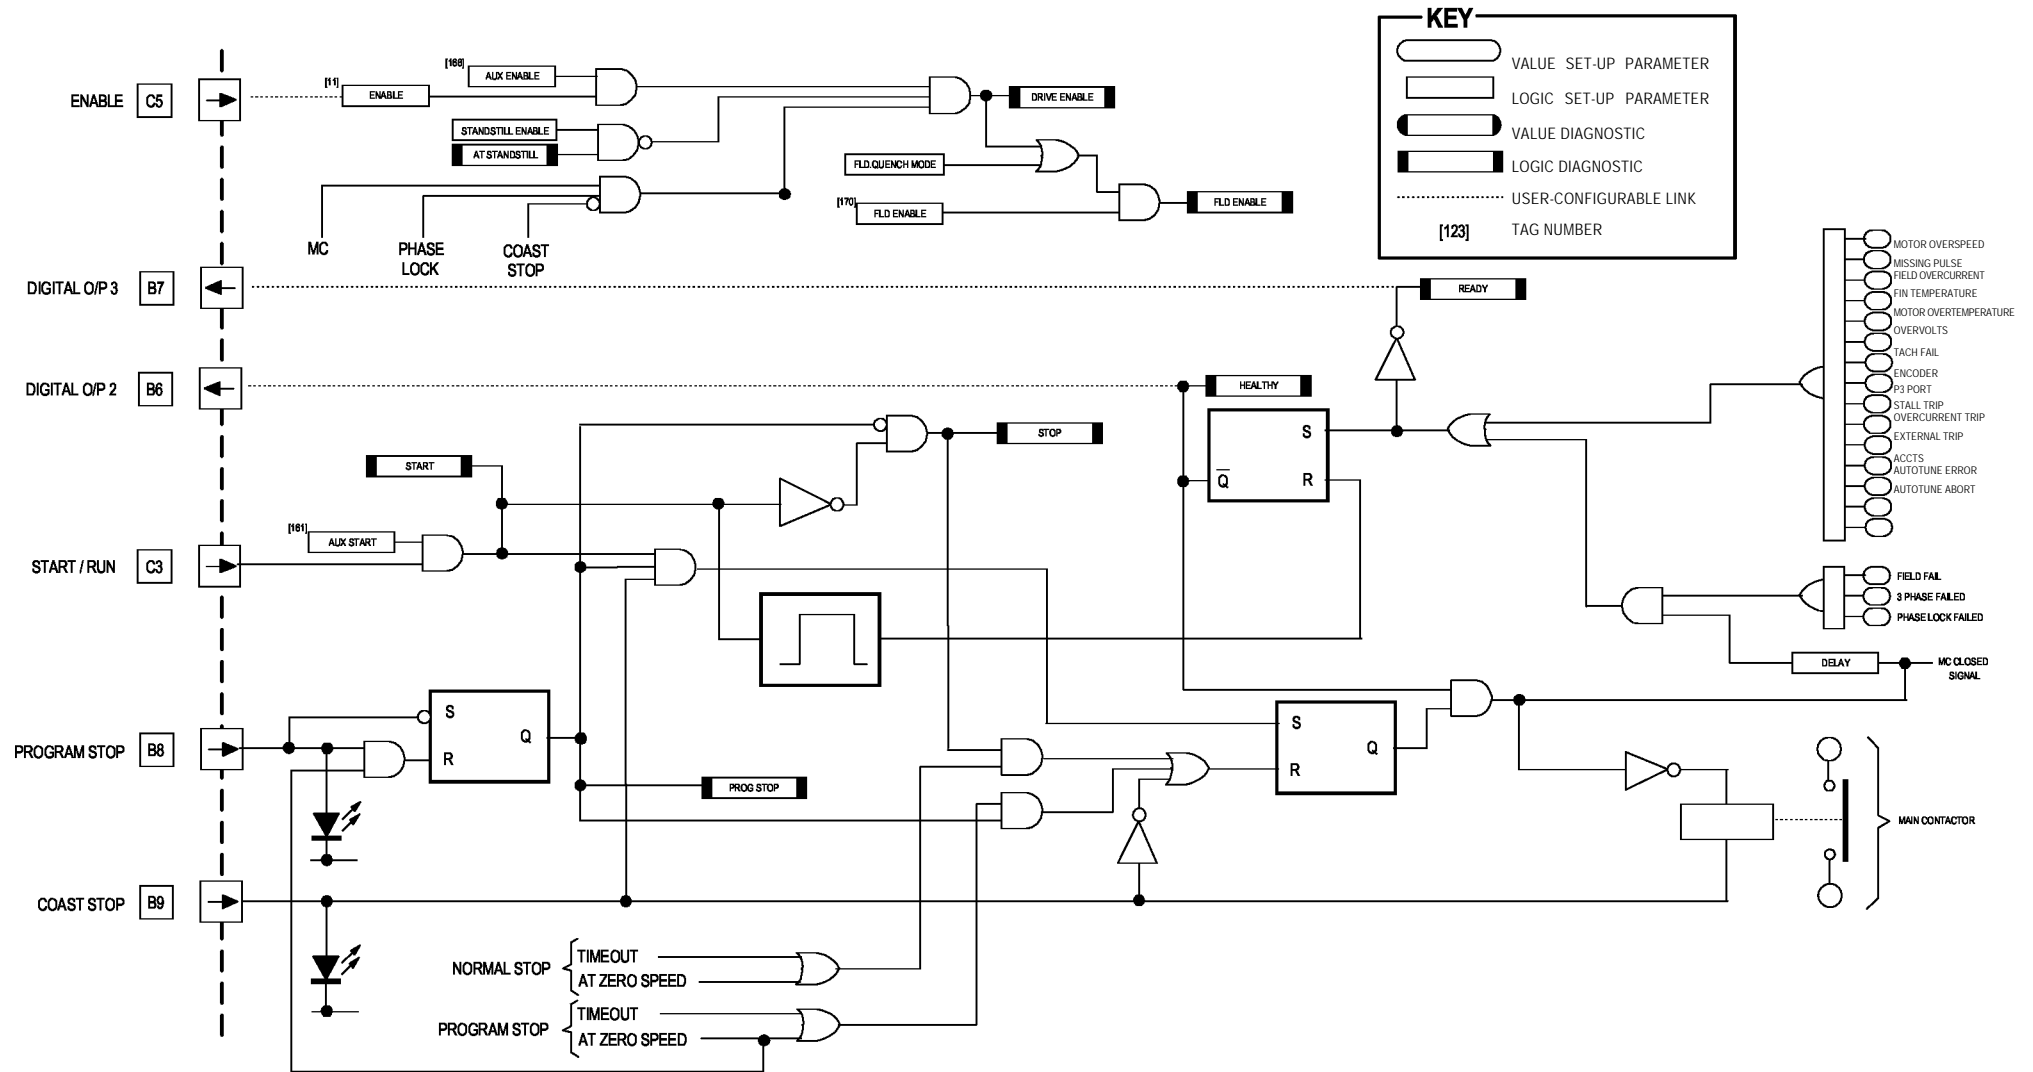 KEY
VALUE SET-UP PARAMETER
LOGIC SET-UP PARAMETER
VALUE DIAGNOSTIC
LOGIC DIAGNOSTIC
USER-CONFIGURABLE LINK
[123] TAG NUMBER
ENABLE C5
[11] ENABLE
[168] AUX ENABLE
STANDSTILL ENABLE
AT STANDSTILL
DRIVE ENABLE
FLD.QUENCH MODE
[170] FLD ENABLE
FLD ENABLE
MC
PHASE
LOCK
COAST
STOP
DIGITAL O/P 3 B7
READY
DIGITAL O/P 2 B6
HEALTHY
MOTOR OVERSPEED
MISSING PULSE
FIELD OVERCURRENT
FIN TEMPERATURE
MOTOR OVERTEMPERATURE
OVERVOLTS
TACH FAIL
ENCODER
P3 PORT
STALL TRIP
OVERCURRENT TRIP
EXTERNAL TRIP
ACCTS
AUTOTUNE ERROR
AUTOTUNE ABORT
START
STOP
S
Q
R
[161] AUX START
START / RUN C3
FIELD FAIL
3 PHASE FAILED
PHASE LOCK FAILED
DELAY
MC CLOSED
SIGNAL
PROGRAM STOP B8
S
Q
R
PROG STOP
S
Q
R
MAIN CONTACTOR
COAST STOP B9
NORMAL STOP
TIMEOUT
AT ZERO SPEED
PROGRAM STOP
TIMEOUT
AT ZERO SPEED